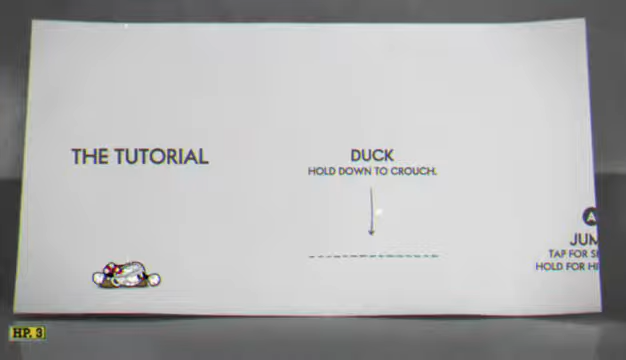 THE TUTORIAL
DUCK
HOLD DOWN TO CROUCH.
A
JUM
TAP FOR S
HOLD FOR HI
HP. 3